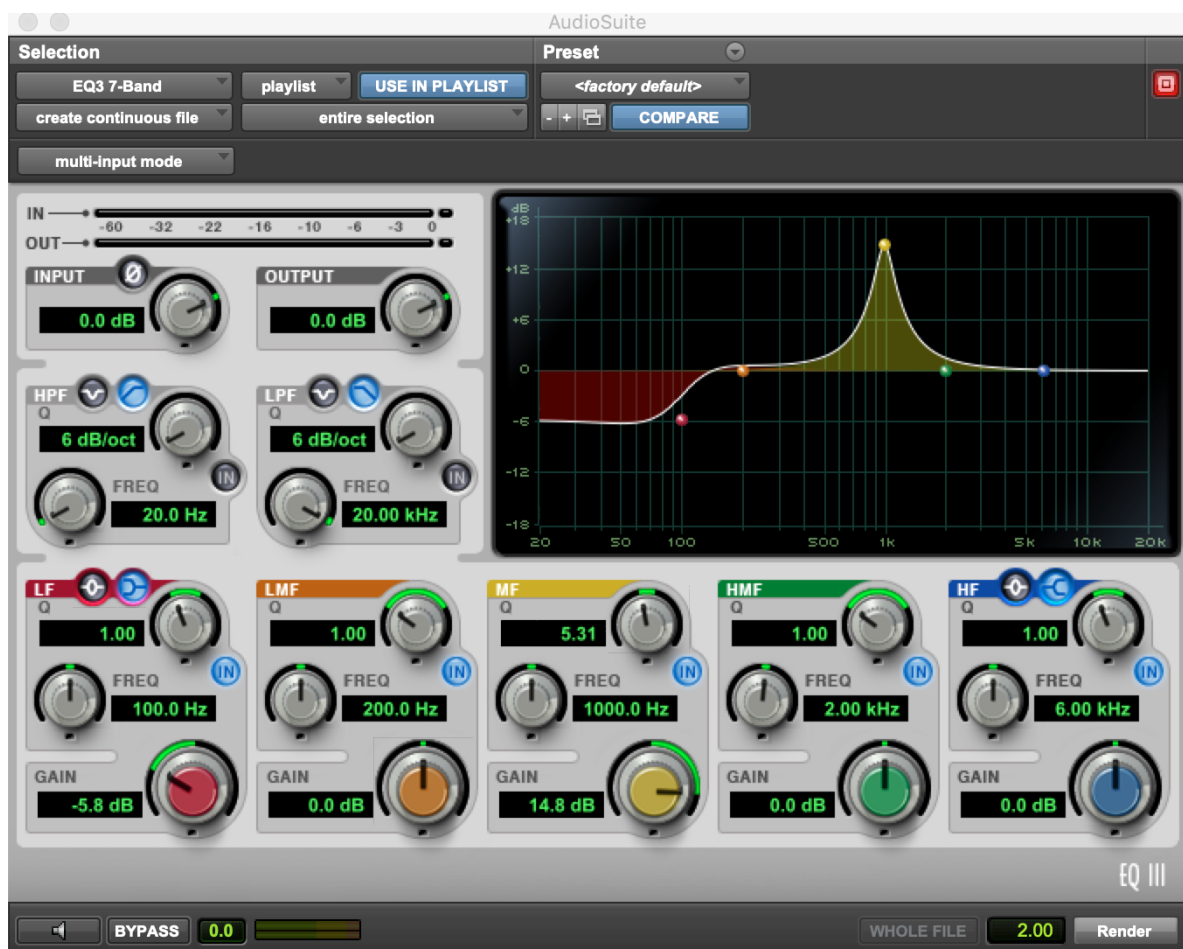 AudioSuite
Selection
Preset
EQ3 7-Band playlist USE IN PLAYLIST
<factory default>
create continuous file entire selection
- + COMPARE
multi-input mode
IN
-60 -32 -22 -16 -10 -6 -3 0
OUT
INPUT Ø
0.0 dB
OUTPUT
0.0 dB
HPF
Q
6 dB/oct
IN
FREQ
20.0 Hz
LPF
Q
6 dB/oct
IN
FREQ
20.00 kHz
dB
+18
+12
+6
0
-6
-12
-18
20 50 100 500 1k 5k 10k 20k
LF
Q
1.00
IN
FREQ
100.0 Hz
GAIN
-5.8 dB
LMF
Q
1.00
IN
FREQ
200.0 Hz
GAIN
0.0 dB
MF
Q
5.31
IN
FREQ
1000.0 Hz
GAIN
14.8 dB
HMF
Q
1.00
IN
FREQ
2.00 kHz
GAIN
0.0 dB
HF
Q
1.00
IN
FREQ
6.00 kHz
GAIN
0.0 dB
EQ III
BYPASS 0.0 WHOLE FILE 2.00 Render